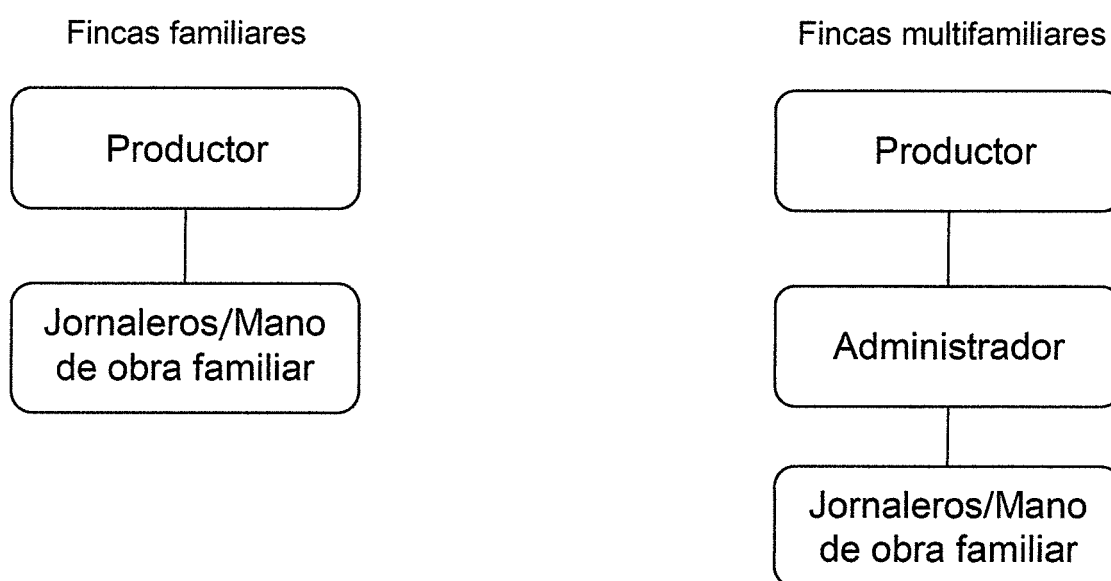 Fincas familiares
Productor
Jornaleros/Mano
de obra familiar
Fincas multifamiliares
Productor
Administrador
Jornaleros/Mano
de obra familiar